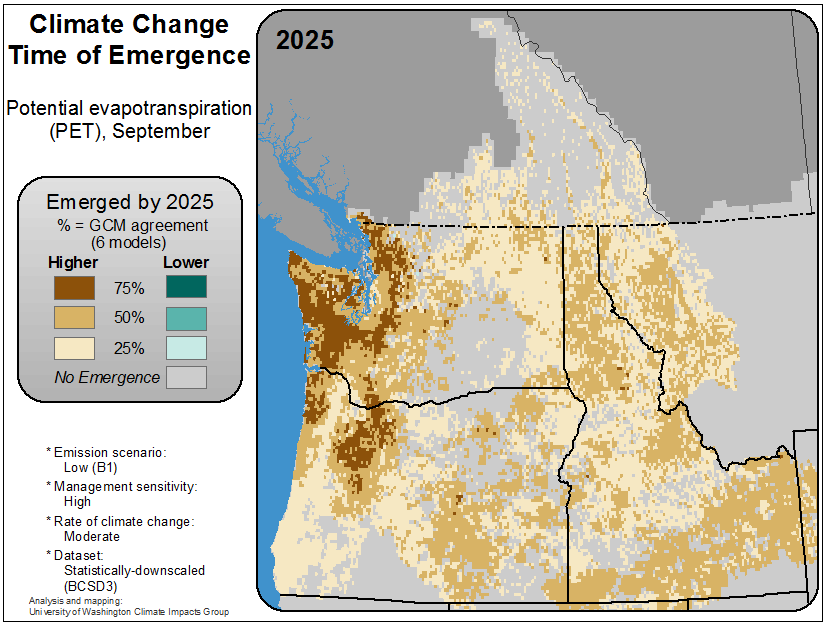 Climate Change
Time of Emergence
Potential evapotranspiration
(PET), September
Emerged by 2025
% = GCM agreement
(6 models)
Higher Lower
75%
50%
25%
No Emergence
* Emission scenario:
Low (B1)
* Management sensitivity:
High
* Rate of climate change:
Moderate
* Dataset:
Statistically-downscaled
(BCSD3)
Analysis and mapping:
University of Washington Climate Impacts Group
2025